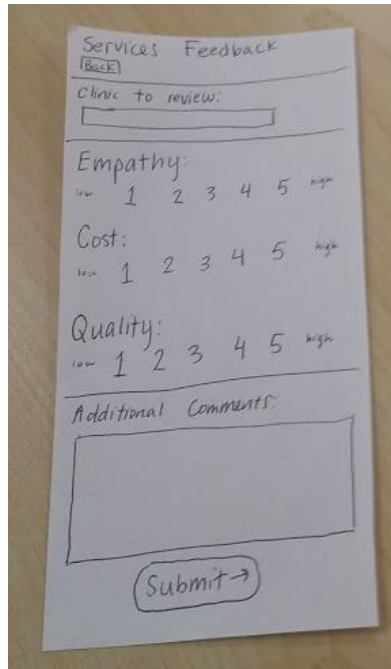 Services Feedback
Back
Clinic to review:
Empathy:
low 1 2 3 4 5 high
Cost:
low 1 2 3 4 5 high
Quality:
low 1 2 3 4 5 high
Additional Comments:
Submit →